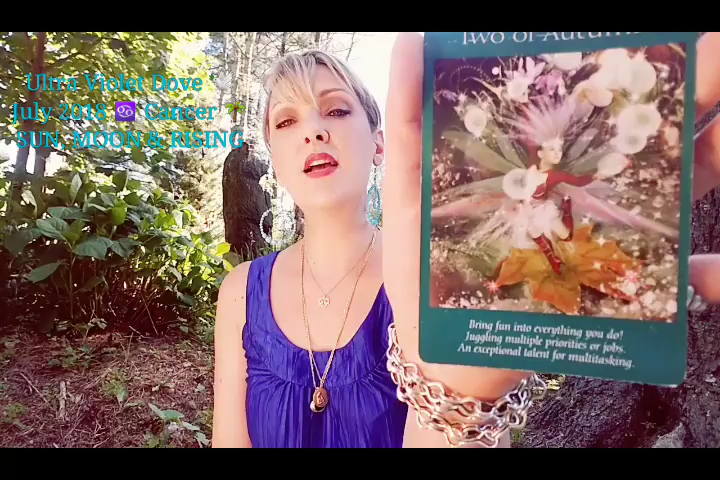 Ultra Violet Dove
July 2018 ♋ Cancer 🌴
SUN, MOON & RISING
Two of Autumn
Bring fun into everything you do!
Juggling multiple priorities or jobs.
An exceptional talent for multitasking.